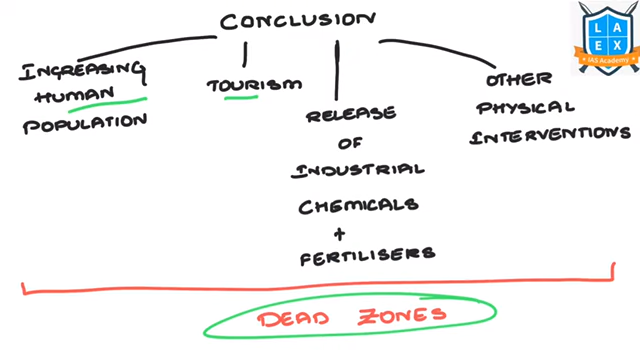 CONCLUSION
INCREASING
HUMAN
POPULATION
TOURISM
RELEASE
OF
INDUSTRIAL
CHEMICALS
+
FERTILISERS
OTHER
PHYSICAL
INTERVENTIONS
DEAD ZONES
L A
E X
IAS Academy